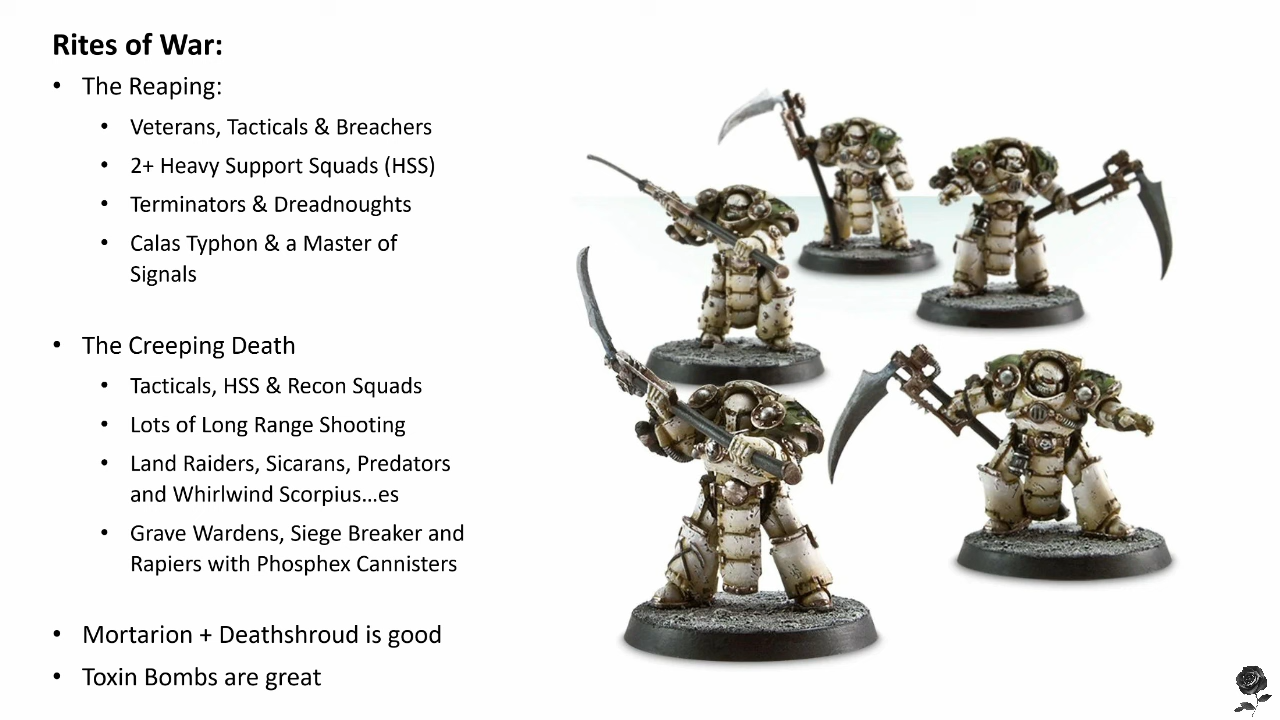 Rites of War:
• The Reaping:
• Veterans, Tacticals & Breachers
• 2+ Heavy Support Squads (HSS)
• Terminators & Dreadnoughts
• Calas Typhon & a Master of
Signals
• The Creeping Death
• Tacticals, HSS & Recon Squads
• Lots of Long Range Shooting
• Land Raiders, Sicarans, Predators
and Whirlwind Scorpius…es
• Grave Wardens, Siege Breaker and
Rapiers with Phosphex Cannisters
• Mortarion + Deathshroud is good
• Toxin Bombs are great